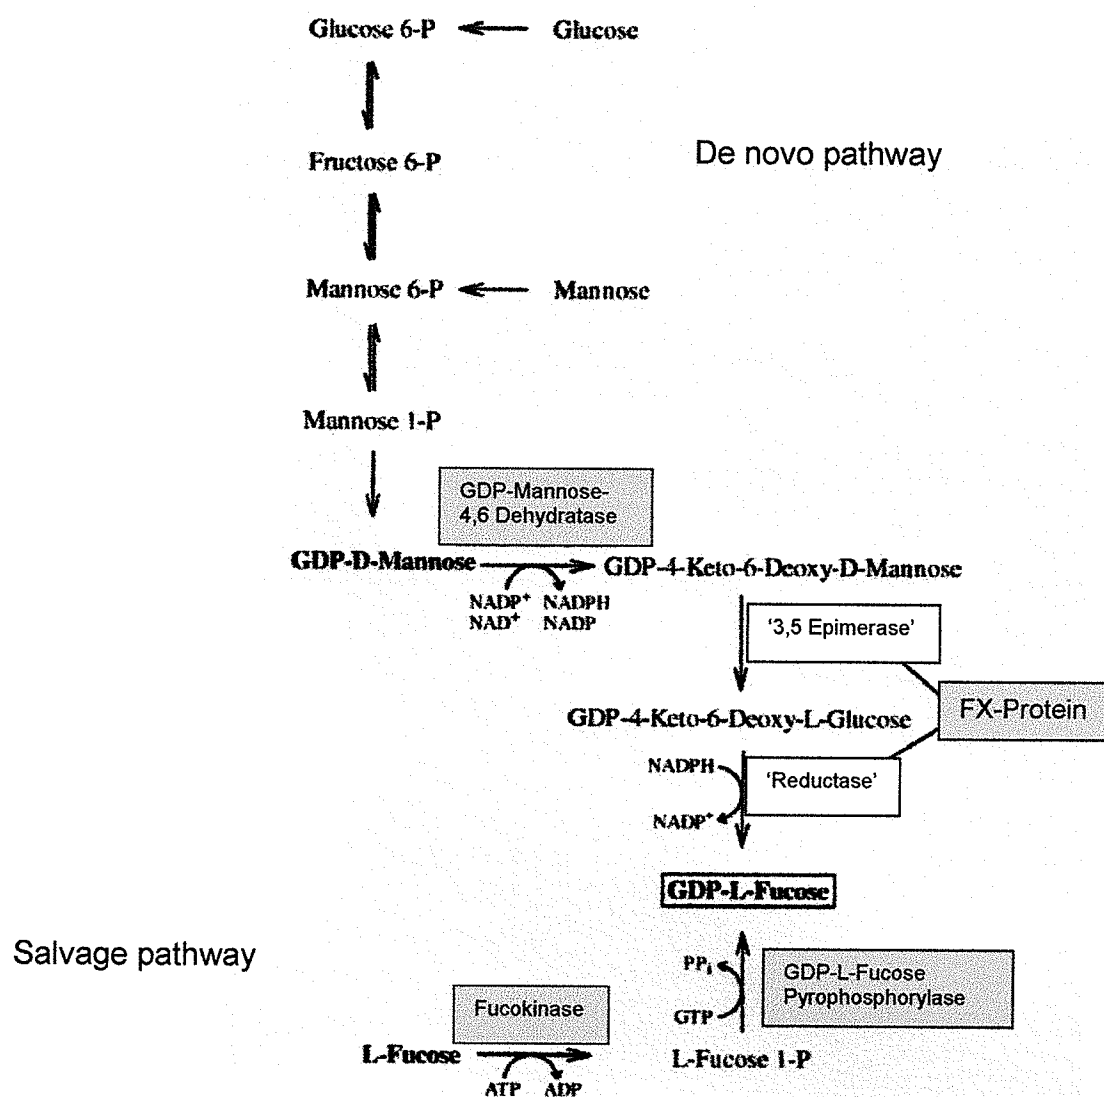 Glucose 6-P
Glucose
De novo pathway
Fructose 6-P
Mannose 6-P
Mannose
Mannose 1-P
GDP-Mannose-
4,6 Dehydratase
GDP-D-Mannose
GDP-4-Keto-6-Deoxy-D-Mannose
NADP⁺ NADPH
NAD⁺ NADP
'3,5 Epimerase'
FX-Protein
GDP-4-Keto-6-Deoxy-L-Glucose
NADPH
'Reductase'
NADP⁺
GDP-L-Fucose
Salvage pathway
PPᵢ
GDP-L-Fucose
Pyrophosphorylase
GTP
Fucokinase
L-Fucose
L-Fucose 1-P
ATP ADP